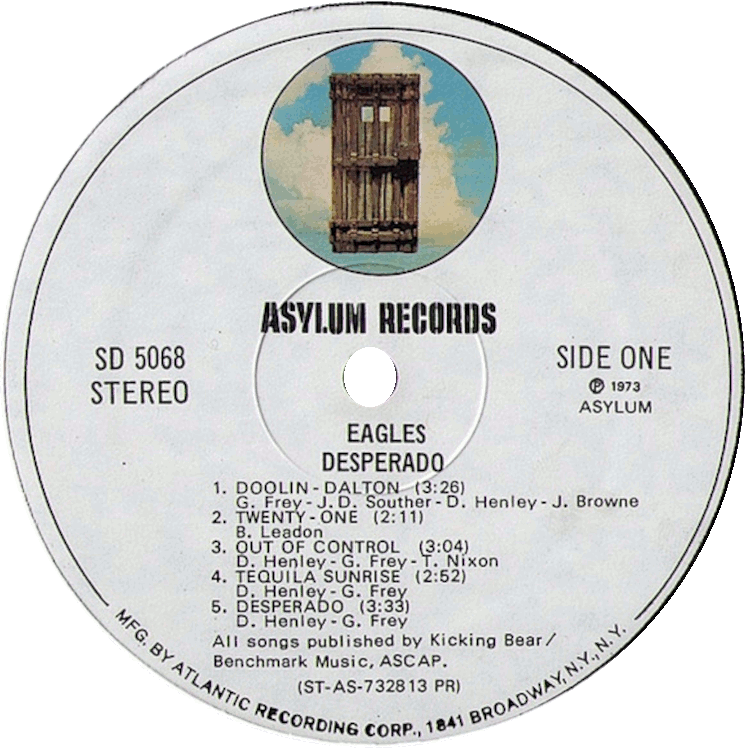 ASYLUM RECORDS
SD 5068
STEREO
SIDE ONE
℗ 1973
ASYLUM
EAGLES
DESPERADO
1. DOOLIN-DALTON (3:26)
G. Frey-J.D. Souther-D. Henley-J. Browne
2. TWENTY-ONE (2:11)
B. Leadon
3. OUT OF CONTROL (3:04)
D. Henley-G. Frey-T. Nixon
4. TEQUILA SUNRISE (2:52)
D. Henley-G. Frey
5. DESPERADO (3:33)
D. Henley-G. Frey
All songs published by Kicking Bear/
Benchmark Music, ASCAP.
(ST-AS-732813 PR)
MFG. BY ATLANTIC RECORDING CORP., 1841 BROADWAY, N.Y., N.Y.